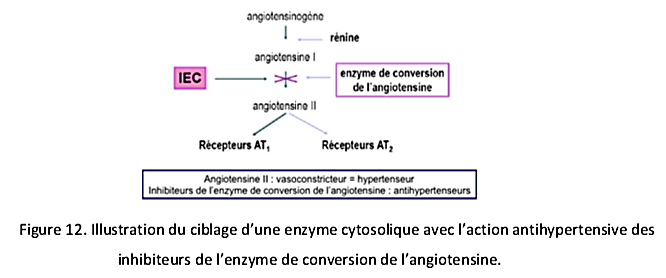 angiotensinogène
rénine
angiotensine I
IEC
enzyme de conversion
de l'angiotensine
angiotensine II
Récepteurs AT₁
Récepteurs AT₂
Angiotensine II : vasoconstricteur = hypertenseur
Inhibiteurs de l'enzyme de conversion de l'angiotensine : antihypertenseurs
Figure 12. Illustration du ciblage d'une enzyme cytosolique avec l'action antihypertensive des
inhibiteurs de l'enzyme de conversion de l'angiotensine.